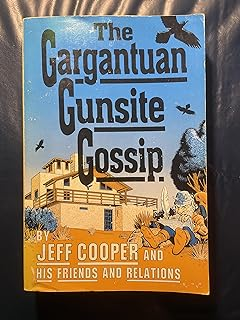 The
Gargantuan
Gunsite
Gossip
BY
JEFF COOPER AND
HIS FRIENDS AND RELATIONS